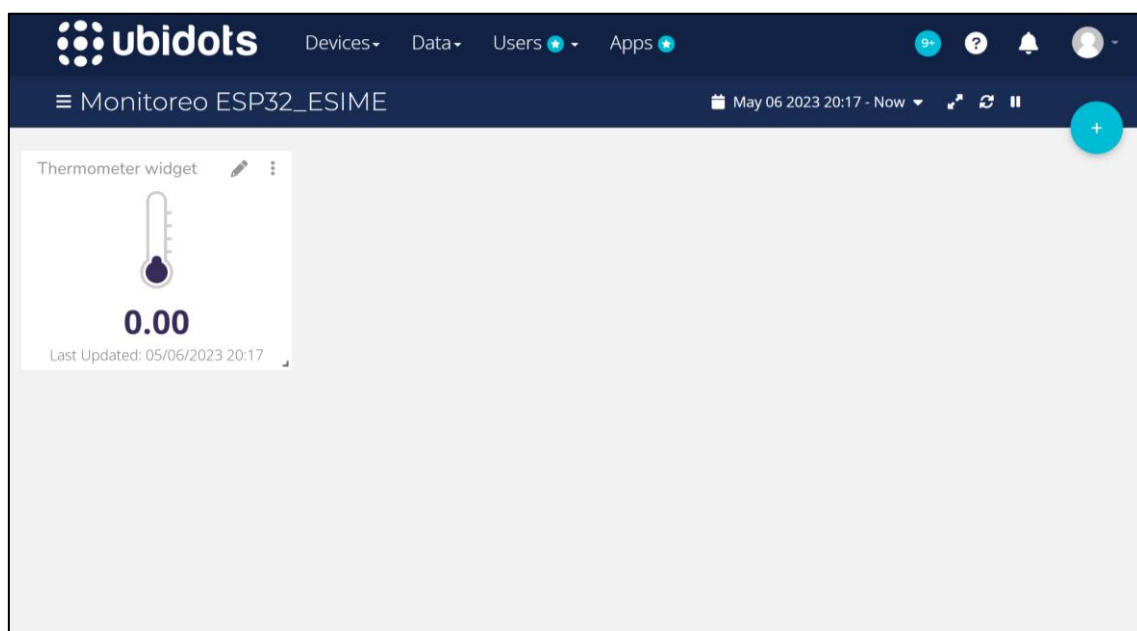 ubidots Devices Data Users Apps 9+ ?
Monitoreo ESP32_ESIME May 06 2023 20:17 - Now
+
Thermometer widget
0.00
Last Updated: 05/06/2023 20:17